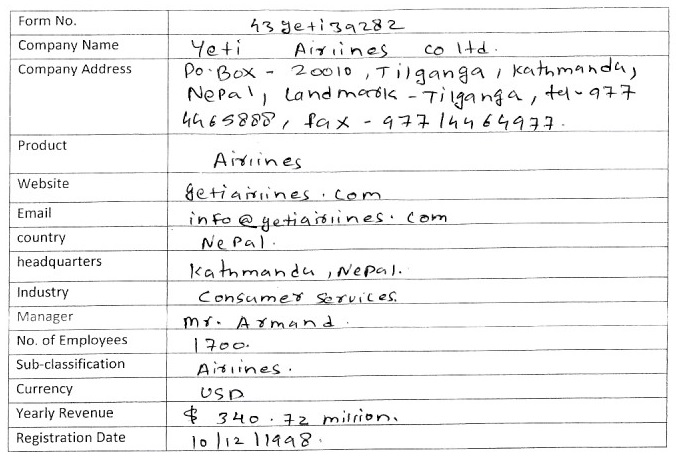 Form No. 43yeti39282
Company Name Yeti Airlines co ltd.
Company Address Po.Box - 20010, Tilganga, Kathmandu,
Nepal, Landmark - Tilganga, tel- 977
4465888, fax - 977 14464977.
Product Airlines
Website yetiairlines.com
Email info@yetiairlines.com
country Nepal.
headquarters Kathmandu, Nepal.
Industry Consumer Services.
Manager Mr. Armand.
No. of Employees 1700.
Sub-classification Airlines.
Currency USD
Yearly Revenue $ 340.72 million.
Registration Date 10/12/1998.